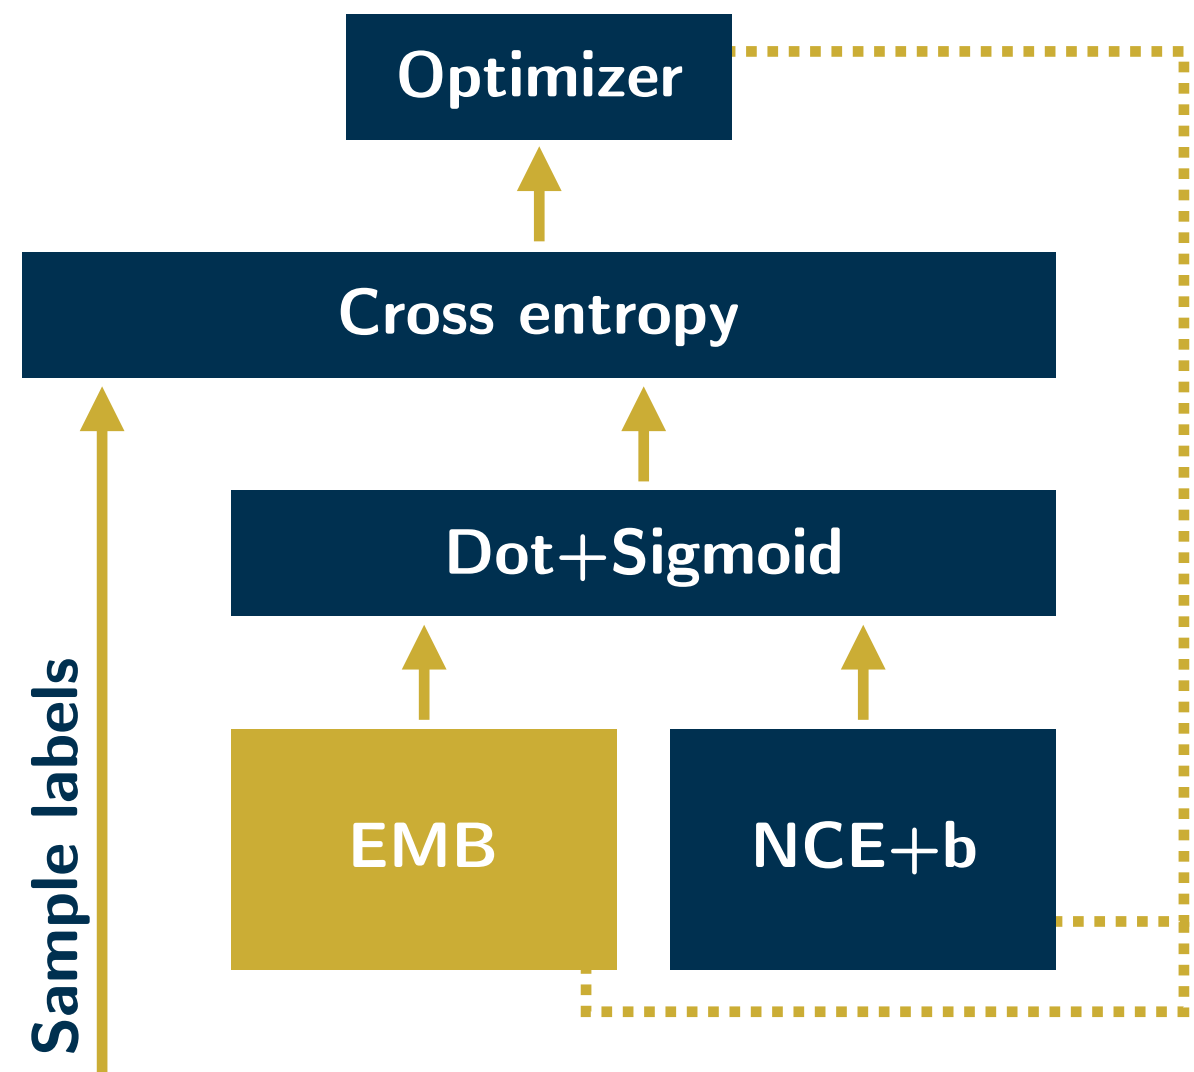 Optimizer
Cross entropy
Dot+Sigmoid
EMB
NCE+b
Sample labels